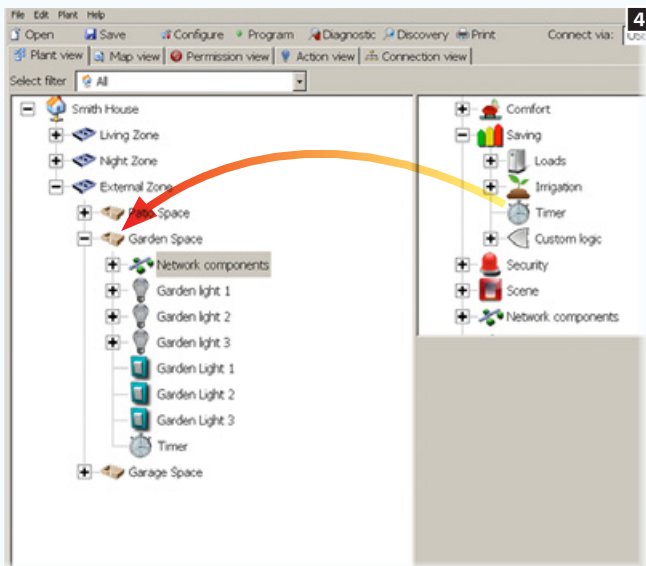 File Edit Plant Help
4
Open Save Configure Program Diagnostic Discovery Print Connect via:
Plant view Map view Permission view Action view Connection view
Select filter All
Smith House
Living Zone
Night Zone
External Zone
Patio Space
Garden Space
Network components
Garden light 1
Garden light 2
Garden light 3
Garden Light 1
Garden Light 2
Garden Light 3
Timer
Garage Space
Comfort
Saving
Loads
Irrigation
Timer
Custom logic
Security
Scene
Network components